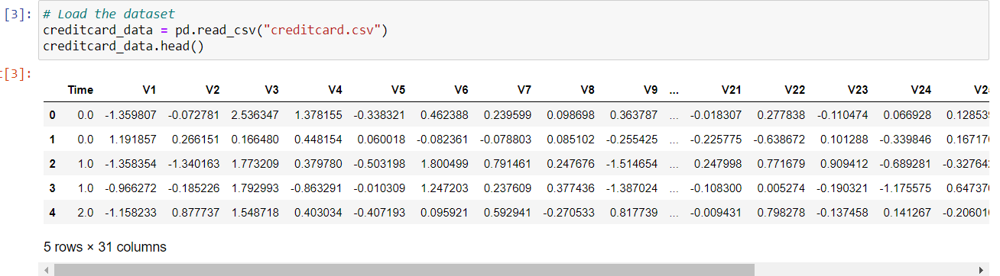 [3]: # Load the dataset
creditcard_data = pd.read_csv("creditcard.csv")
creditcard_data.head()
t[3]:
Time V1 V2 V3 V4 V5 V6 V7 V8 V9 ... V21 V22 V23 V24
0 0.0 -1.359807 -0.072781 2.536347 1.378155 -0.338321 0.462388 0.239599 0.098698 0.363787 ... -0.018307 0.277838 -0.110474 0.066928 0.12853
1 0.0 1.191857 0.266151 0.166480 0.448154 0.060018 -0.082361 -0.078803 0.085102 -0.255425 ... -0.225775 -0.638672 0.101288 -0.339846 0.16717
2 1.0 -1.358354 -1.340163 1.773209 0.379780 -0.503198 1.800499 0.791461 0.247676 -1.514654 ... 0.247998 0.771679 0.909412 -0.689281 -0.32764
3 1.0 -0.966272 -0.185226 1.792993 -0.863291 -0.010309 1.247203 0.237609 0.377436 -1.387024 ... -0.108300 0.005274 -0.190321 -1.175575 0.64737
4 2.0 -1.158233 0.877737 1.548718 0.403034 -0.407193 0.095921 0.592941 -0.270533 0.817739 ... -0.009431 0.798278 -0.137458 0.141267 -0.20601
5 rows × 31 columns